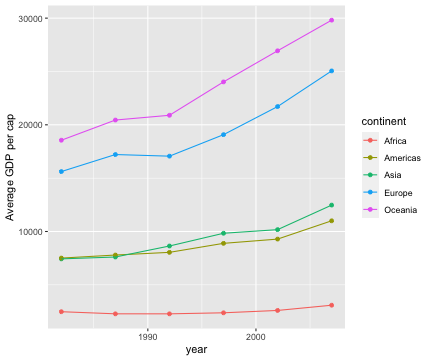 30000
20000
10000
Average GDP per cap
1990
2000
year
continent
Africa
Americas
Asia
Europe
Oceania